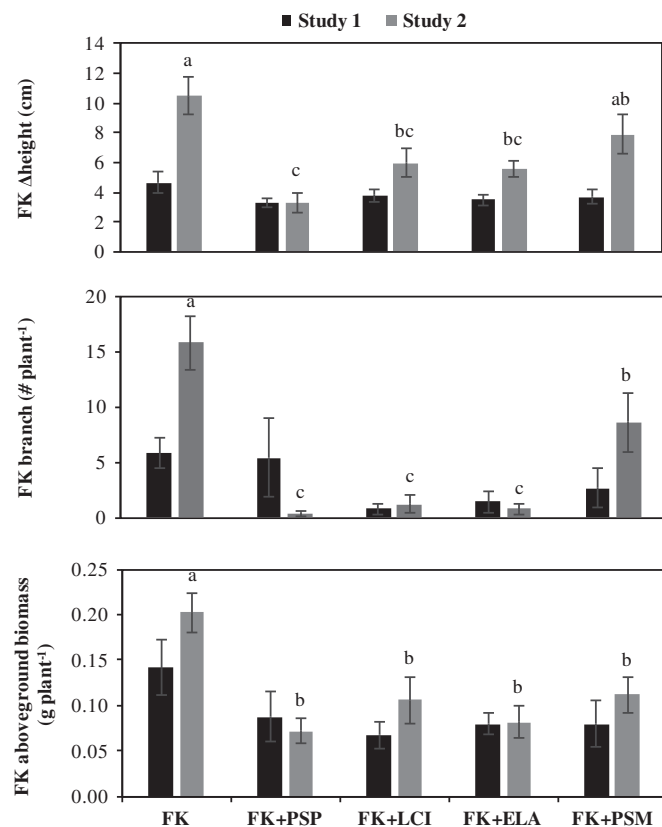 ■ Study 1 ■ Study 2
FK Δheight (cm)
14
12
10
8
6
4
2
0
a
c
bc
bc
ab
FK branch (# plant⁻¹)
20
15
10
5
0
a
c
c
c
b
FK aboveground biomass
(g plant⁻¹)
0.25
0.20
0.15
0.10
0.05
0.00
a
b
b
b
b
FK FK+PSP FK+LCI FK+ELA FK+PSM